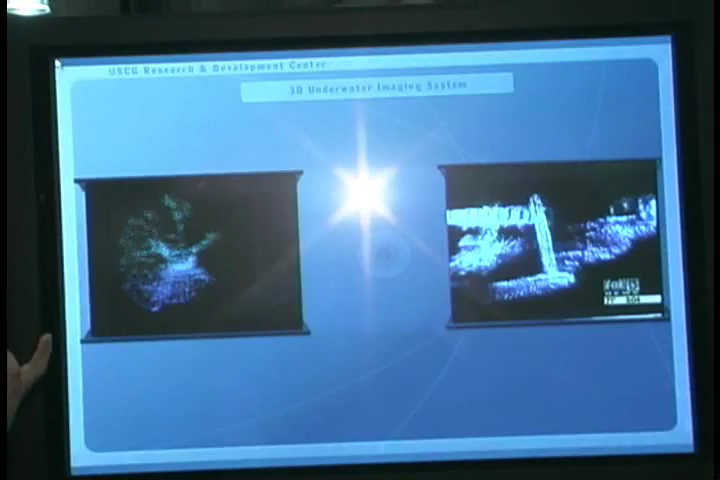 USCG Research & Development Center
3D Underwater Imaging System